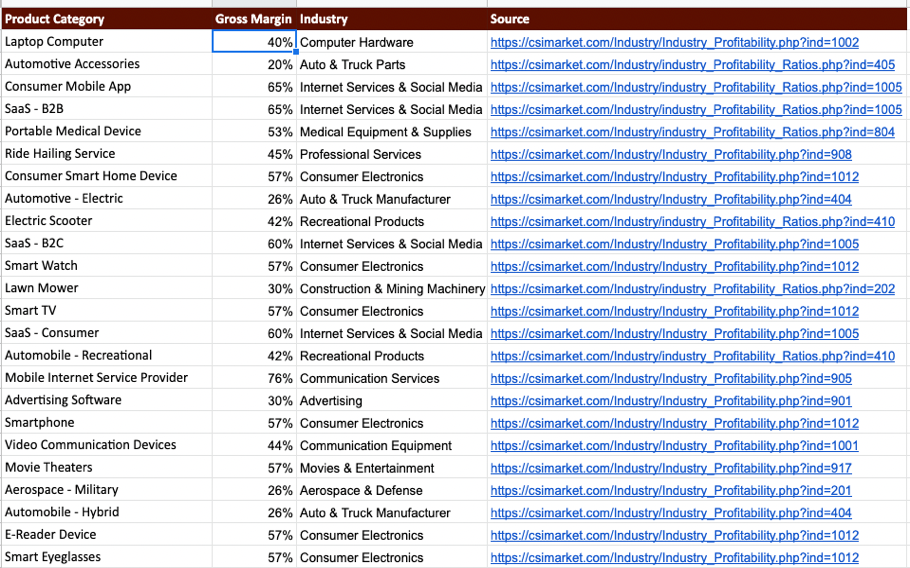 Product Category Gross Margin Industry Source
Laptop Computer 40% Computer Hardware https://csimarket.com/Industry/Industry_Profitability.php?ind=1002
Automotive Accessories 20% Auto & Truck Parts https://csimarket.com/Industry/industry_Profitability_Ratios.php?ind=405
Consumer Mobile App 65% Internet Services & Social Media https://csimarket.com/Industry/industry_Profitability_Ratios.php?ind=1005
SaaS - B2B 65% Internet Services & Social Media https://csimarket.com/Industry/industry_Profitability_Ratios.php?ind=1005
Portable Medical Device 53% Medical Equipment & Supplies https://csimarket.com/Industry/industry_Profitability_Ratios.php?ind=804
Ride Hailing Service 45% Professional Services https://csimarket.com/Industry/Industry_Profitability.php?ind=908
Consumer Smart Home Device 57% Consumer Electronics https://csimarket.com/Industry/Industry_Profitability.php?ind=1012
Automotive - Electric 26% Auto & Truck Manufacturer https://csimarket.com/Industry/Industry_Profitability.php?ind=404
Electric Scooter 42% Recreational Products https://csimarket.com/Industry/industry_Profitability_Ratios.php?ind=410
SaaS - B2C 60% Internet Services & Social Media https://csimarket.com/Industry/Industry_Profitability.php?ind=1005
Smart Watch 57% Consumer Electronics https://csimarket.com/Industry/Industry_Profitability.php?ind=1012
Lawn Mower 30% Construction & Mining Machinery https://csimarket.com/Industry/industry_Profitability_Ratios.php?ind=202
Smart TV 57% Consumer Electronics https://csimarket.com/Industry/Industry_Profitability.php?ind=1012
SaaS - Consumer 60% Internet Services & Social Media https://csimarket.com/Industry/Industry_Profitability.php?ind=1005
Automobile - Recreational 42% Recreational Products https://csimarket.com/Industry/industry_Profitability_Ratios.php?ind=410
Mobile Internet Service Provider 76% Communication Services https://csimarket.com/Industry/Industry_Profitability.php?ind=905
Advertising Software 30% Advertising https://csimarket.com/Industry/Industry_Profitability.php?ind=901
Smartphone 57% Consumer Electronics https://csimarket.com/Industry/Industry_Profitability.php?ind=1012
Video Communication Devices 44% Communication Equipment https://csimarket.com/Industry/Industry_Profitability.php?ind=1001
Movie Theaters 57% Movies & Entertainment https://csimarket.com/Industry/Industry_Profitability.php?ind=917
Aerospace - Military 26% Aerospace & Defense https://csimarket.com/Industry/Industry_Profitability.php?ind=201
Automobile - Hybrid 26% Auto & Truck Manufacturer https://csimarket.com/Industry/Industry_Profitability.php?ind=404
E-Reader Device 57% Consumer Electronics https://csimarket.com/Industry/Industry_Profitability.php?ind=1012
Smart Eyeglasses 57% Consumer Electronics https://csimarket.com/Industry/Industry_Profitability.php?ind=1012